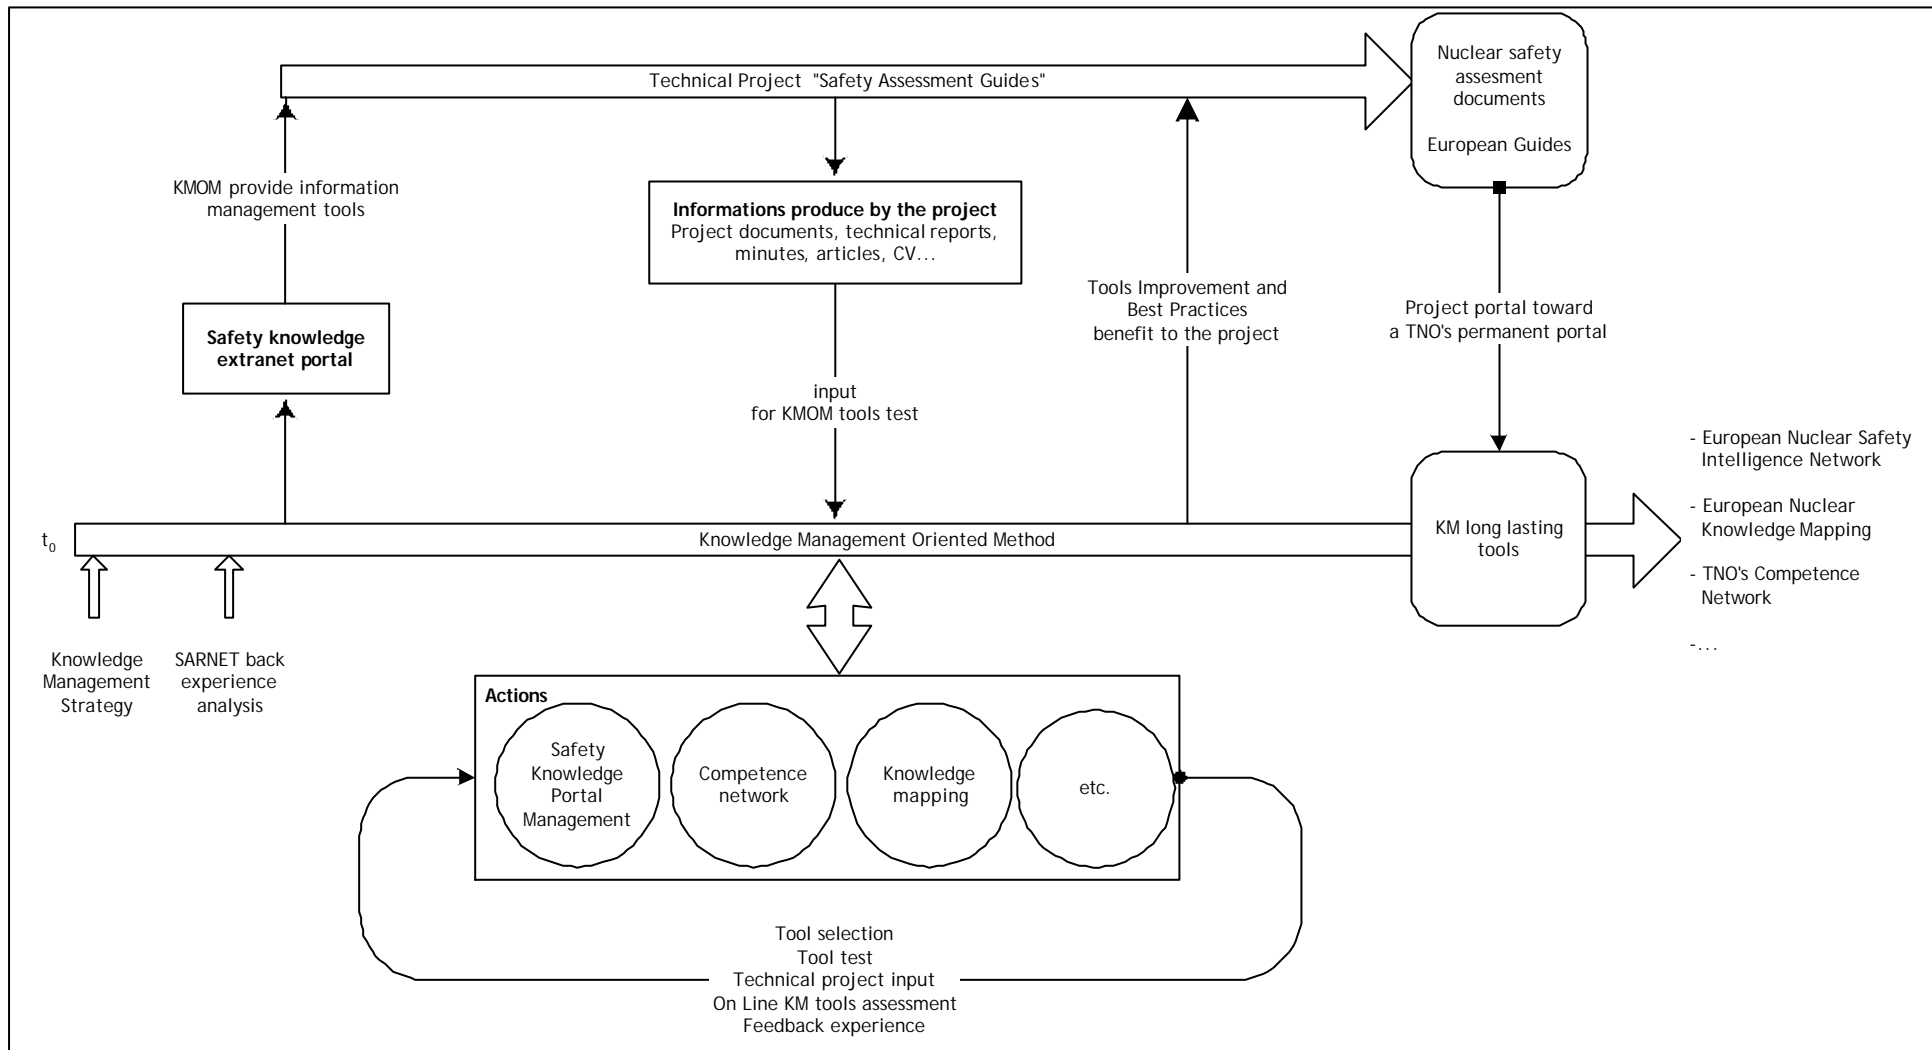 Technical Project "Safety Assessment Guides"
Nuclear safety
assesment
documents
European Guides
KMOM provide information
management tools
Informations produce by the project
Project documents, technical reports,
minutes, articles, CV...
Tools Improvement and
Best Practices
benefit to the project
Project portal toward
a TNO's permanent portal
Safety knowledge
extranet portal
input
for KMOM tools test
t0
Knowledge Management Oriented Method
KM long lasting
tools
- European Nuclear Safety
Intelligence Network
- European Nuclear
Knowledge Mapping
- TNO's Competence
Network
-...
Knowledge
Management
Strategy
SARNET back
experience
analysis
Actions
Safety
Knowledge
Portal
Management
Competence
network
Knowledge
mapping
etc.
Tool selection
Tool test
Technical project input
On Line KM tools assessment
Feedback experience